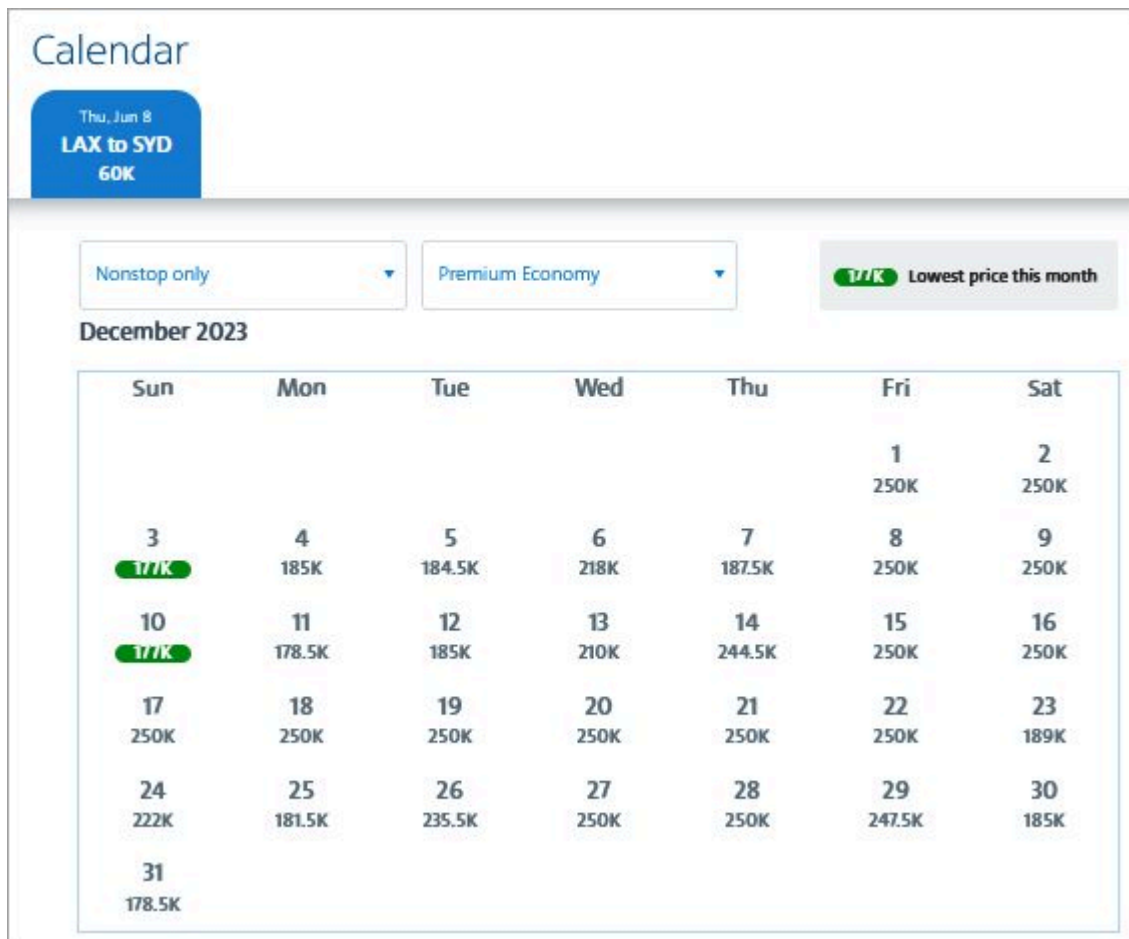 Calendar
Thu, Jun 8
LAX to SYD
60K
Nonstop only Premium Economy 177K Lowest price this month
December 2023
Sun Mon Tue Wed Thu Fri Sat
1 2
250K 250K
3 4 5 6 7 8 9
177K 185K 184.5K 218K 187.5K 250K 250K
10 11 12 13 14 15 16
177K 178.5K 185K 210K 244.5K 250K 250K
17 18 19 20 21 22 23
250K 250K 250K 250K 250K 250K 189K
24 25 26 27 28 29 30
222K 181.5K 235.5K 250K 250K 247.5K 185K
31
178.5K